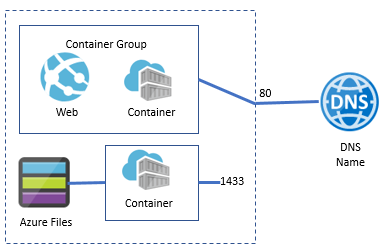 Container Group
Web
Container
80
DNS
DNS
Name
Container
1433
Azure Files